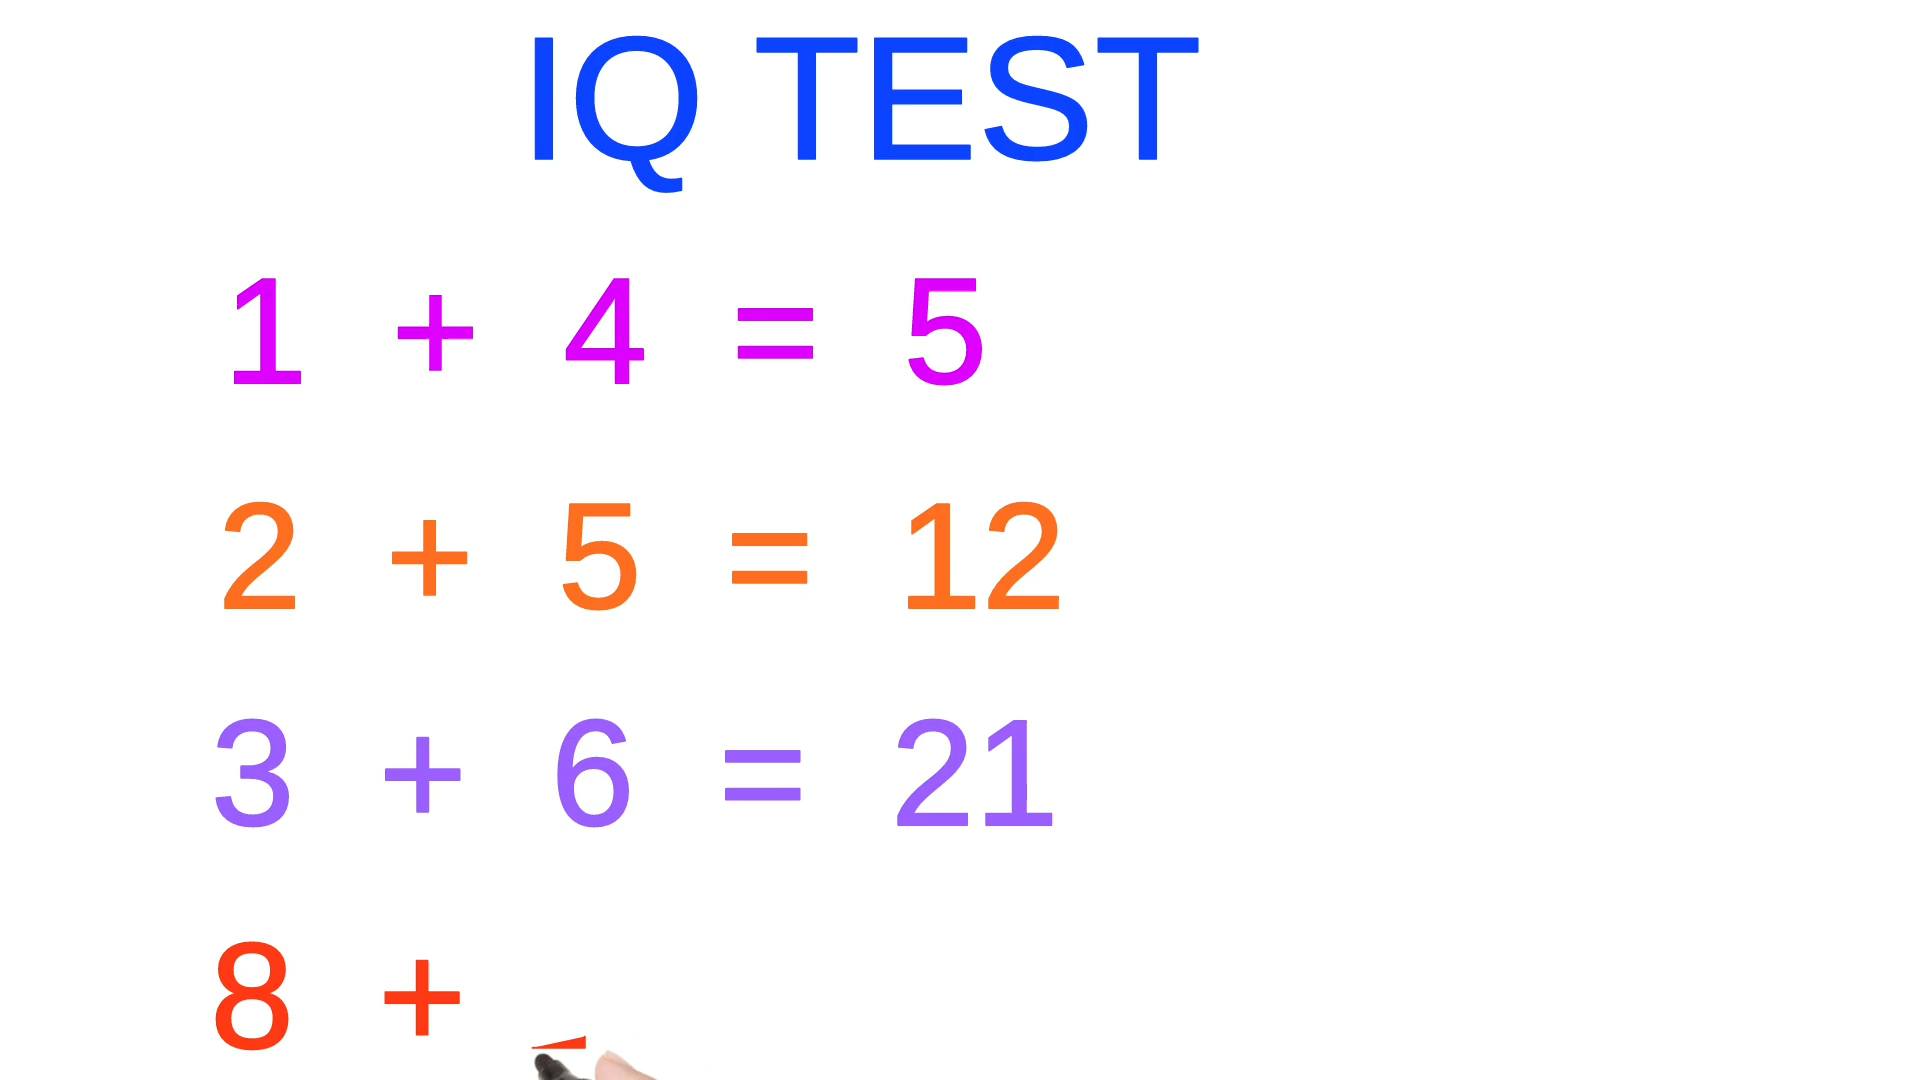 IQ TEST
1 + 4 = 5
2 + 5 = 12
3 + 6 = 21
8 +